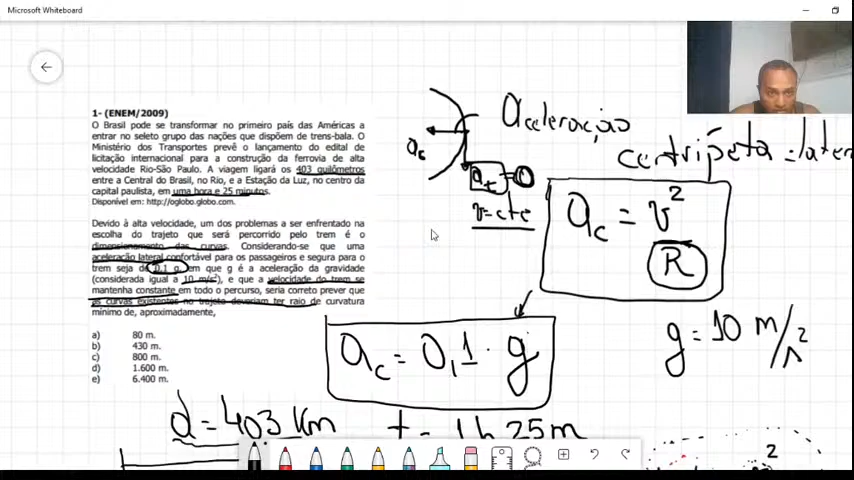 Microsoft Whiteboard
1- (ENEM/2009)
O Brasil pode se transformar no primeiro país das Américas a
entrar no seleto grupo das nações que dispõem de trens-bala. O
Ministério dos Transportes prevê o lançamento do edital de
licitação internacional para a construção da ferrovia de alta
velocidade Rio-São Paulo. A viagem ligará os 403 quilômetros
entre a Central do Brasil, no Rio, e a Estação da Luz, no centro da
capital paulista, em uma hora e 25 minutos.
Disponível em: http://oglobo.globo.com.
Devido à alta velocidade, um dos problemas a ser enfrentado na
escolha do trajeto que será percorrido pelo trem é o
dimensionamento das curvas. Considerando-se que uma
aceleração lateral confortável para os passageiros e segura para o
trem seja de 0,1 g, em que g é a aceleração da gravidade
(considerada igual a 10 m/s²), e que a velocidade do trem se
mantenha constante em todo o percurso, seria correto prever que
as curvas existentes no trajeto deveriam ter raio de curvatura
mínimo de, aproximadamente,
a) 80 m.
b) 430 m.
c) 800 m.
d) 1.600 m.
e) 6.400 m.
Aceleração
centrípeta = later
ac
at = 0
v = cte
ac = v²
R
g = 10 m/s²
ac = 0,1 · g
d = 403 Km t = 1h 25m
2